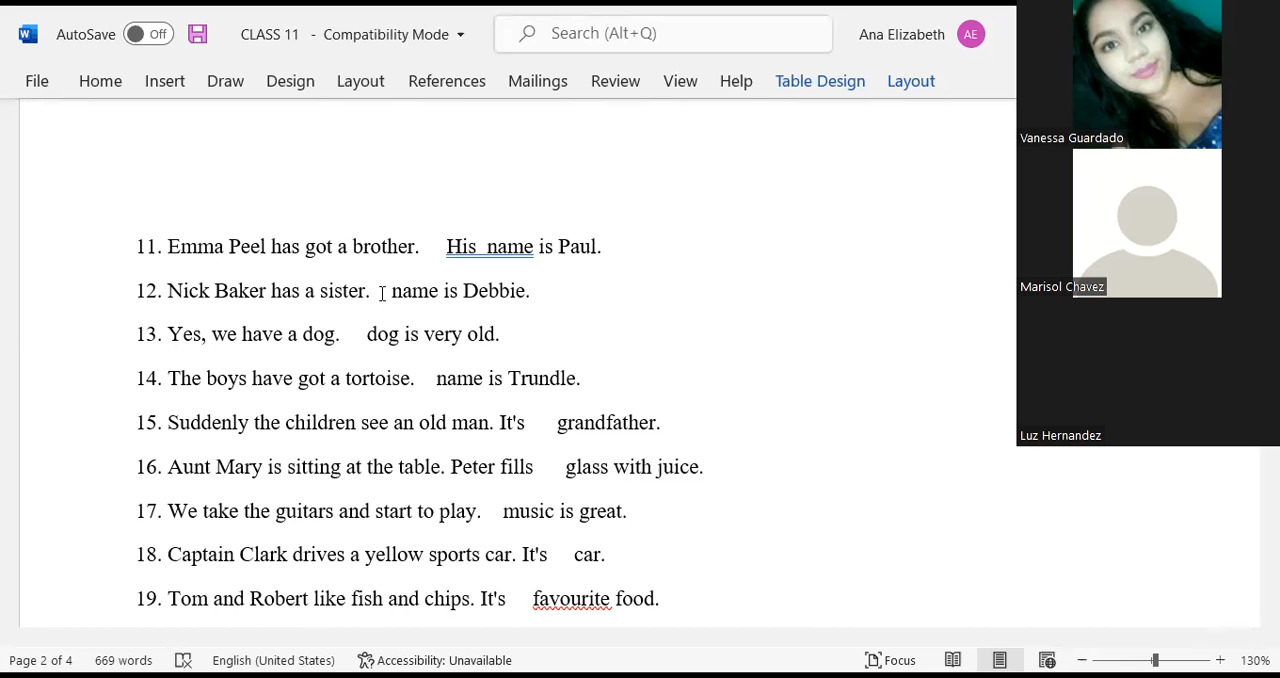 AutoSave Off CLASS 11 - Compatibility Mode Search (Alt+Q) Ana Elizabeth AE
File Home Insert Draw Design Layout References Mailings Review View Help Table Design Layout
Vanessa Guardado
Marisol Chavez
Luz Hernandez
11. Emma Peel has got a brother. His name is Paul.
12. Nick Baker has a sister. name is Debbie.
13. Yes, we have a dog. dog is very old.
14. The boys have got a tortoise. name is Trundle.
15. Suddenly the children see an old man. It's grandfather.
16. Aunt Mary is sitting at the table. Peter fills glass with juice.
17. We take the guitars and start to play. music is great.
18. Captain Clark drives a yellow sports car. It's car.
19. Tom and Robert like fish and chips. It's favourite food.
Page 2 of 4 669 words English (United States) Accessibility: Unavailable Focus 130%